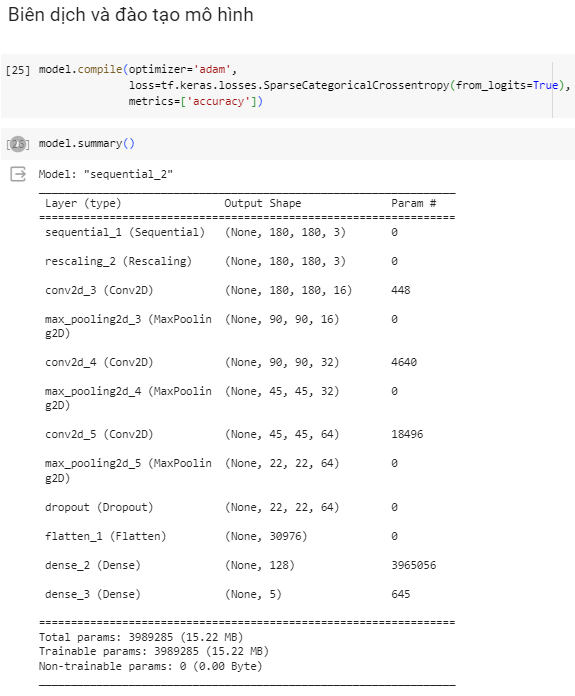 Biên dịch và đào tạo mô hình
[25] model.compile(optimizer='adam',
loss=tf.keras.losses.SparseCategoricalCrossentropy(from_logits=True),
metrics=['accuracy'])
model.summary()
Model: "sequential_2"
Layer (type) Output Shape Param #
sequential_1 (Sequential) (None, 180, 180, 3) 0
rescaling_2 (Rescaling) (None, 180, 180, 3) 0
conv2d_3 (Conv2D) (None, 180, 180, 16) 448
max_pooling2d_3 (MaxPoolin (None, 90, 90, 16) 0
g2D)
conv2d_4 (Conv2D) (None, 90, 90, 32) 4640
max_pooling2d_4 (MaxPoolin (None, 45, 45, 32) 0
g2D)
conv2d_5 (Conv2D) (None, 45, 45, 64) 18496
max_pooling2d_5 (MaxPoolin (None, 22, 22, 64) 0
g2D)
dropout (Dropout) (None, 22, 22, 64) 0
flatten_1 (Flatten) (None, 30976) 0
dense_2 (Dense) (None, 128) 3965056
dense_3 (Dense) (None, 5) 645
Total params: 3989285 (15.22 MB)
Trainable params: 3989285 (15.22 MB)
Non-trainable params: 0 (0.00 Byte)